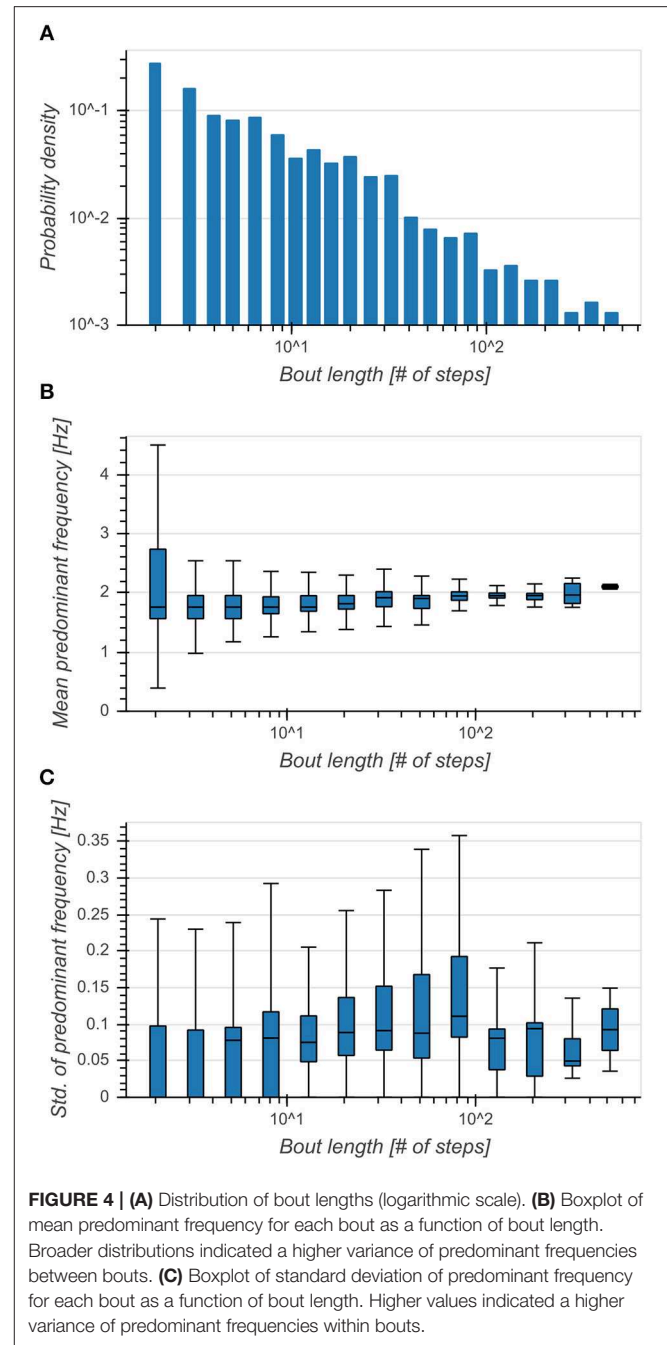 A
Probability density
10^-1
10^-2
10^-3
10^1
10^2
Bout length [# of steps]
B
Mean predominant frequency [Hz]
4
3
2
1
0
10^1
10^2
Bout length [# of steps]
C
Std. of predominant frequency [Hz]
0.35
0.3
0.25
0.2
0.15
0.1
0.05
0
10^1
10^2
Bout length [# of steps]
FIGURE 4 | (A) Distribution of bout lengths (logarithmic scale). (B) Boxplot of
mean predominant frequency for each bout as a function of bout length.
Broader distributions indicated a higher variance of predominant frequencies
between bouts. (C) Boxplot of standard deviation of predominant frequency
for each bout as a function of bout length. Higher values indicated a higher
variance of predominant frequencies within bouts.